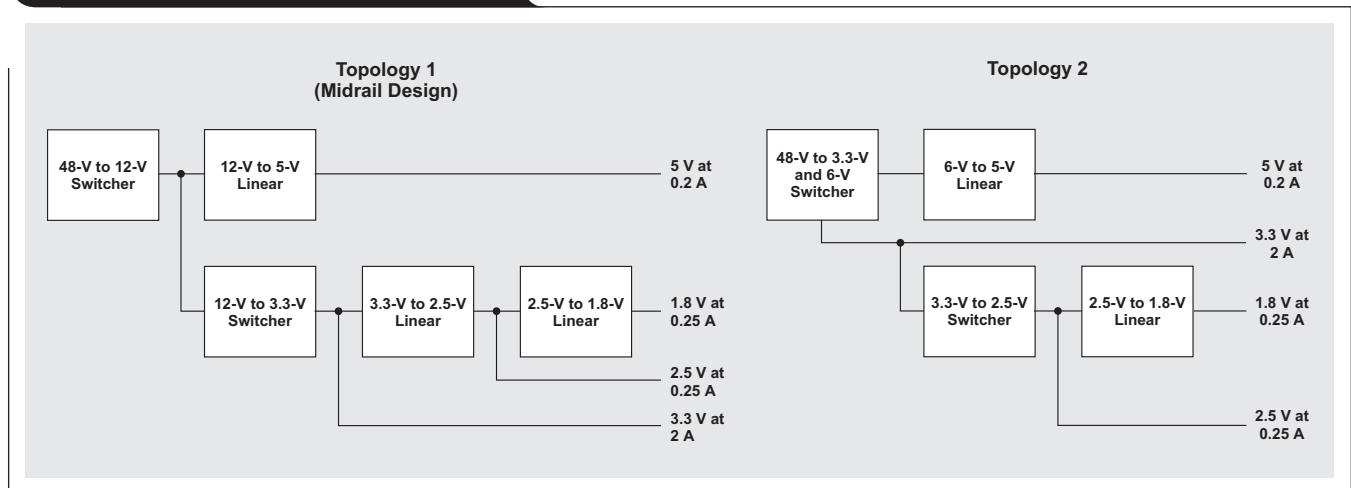 Topology 1
(Midrail Design)
48-V to 12-V
Switcher
12-V to 5-V
Linear
5 V at
0.2 A
12-V to 3.3-V
Switcher
3.3-V to 2.5-V
Linear
2.5-V to 1.8-V
Linear
1.8 V at
0.25 A
2.5 V at
0.25 A
3.3 V at
2 A
Topology 2
48-V to 3.3-V
and 6-V
Switcher
6-V to 5-V
Linear
5 V at
0.2 A
3.3 V at
2 A
3.3-V to 2.5-V
Switcher
2.5-V to 1.8-V
Linear
1.8 V at
0.25 A
2.5 V at
0.25 A